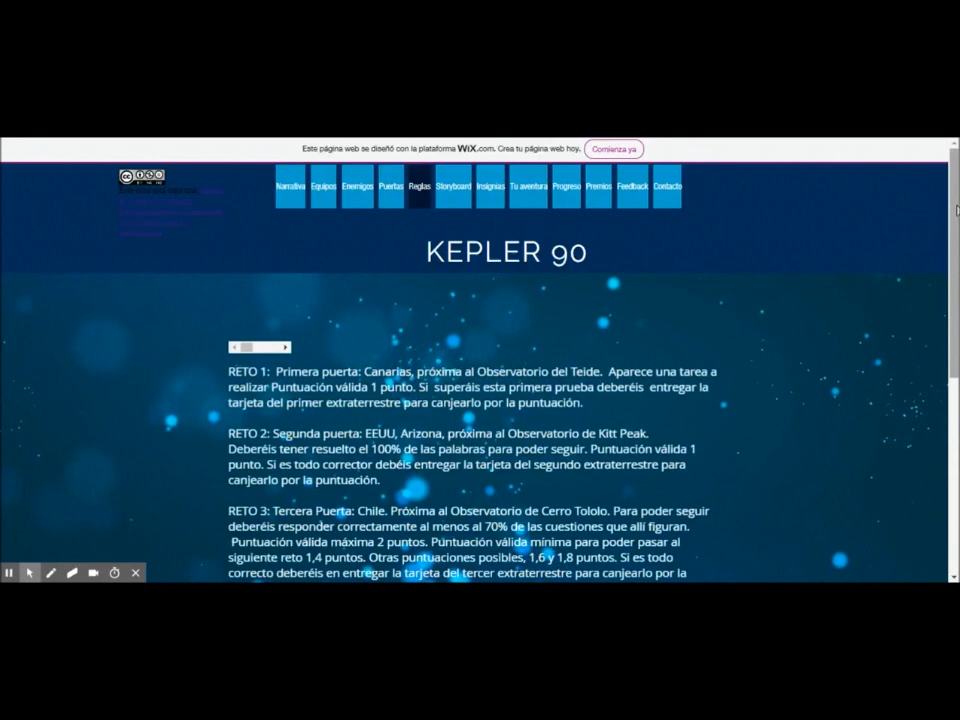 Este página web se diseñó con la plataforma WiX.com. Crea tu página web hoy. Comienza ya
Narrativa Equipos Enemigos Puertas Reglas Storyboard Insignias Tu aventura Progreso Premios Feedback Contacto
KEPLER 90
RETO 1: Primera puerta: Canarias, próxima al Observatorio del Teide. Aparece una tarea a
realizar Puntuación válida 1 punto. Si superáis esta primera prueba deberéis entregar la
tarjeta del primer extraterrestre para canjearlo por la puntuación.
RETO 2: Segunda puerta: EEUU, Arizona, próxima al Observatorio de Kitt Peak.
Deberéis tener resuelto el 100% de las palabras para poder seguir. Puntuación válida 1
punto. Si es todo corrector debéis entregar la tarjeta del segundo extraterrestre para
canjearlo por la puntuación.
RETO 3: Tercera Puerta: Chile. Próxima al Observatorio de Cerro Tololo. Para poder seguir
deberéis responder correctamente al menos al 70% de las cuestiones que allí figuran.
Puntuación válida máxima 2 puntos. Puntuación válida mínima para poder pasar al
siguiente reto 1,4 puntos. Otras puntuaciones posibles, 1,6 y 1,8 puntos. Si es todo
correcto deberéis en entregar la tarjeta del tercer extraterrestre para canjearlo por la